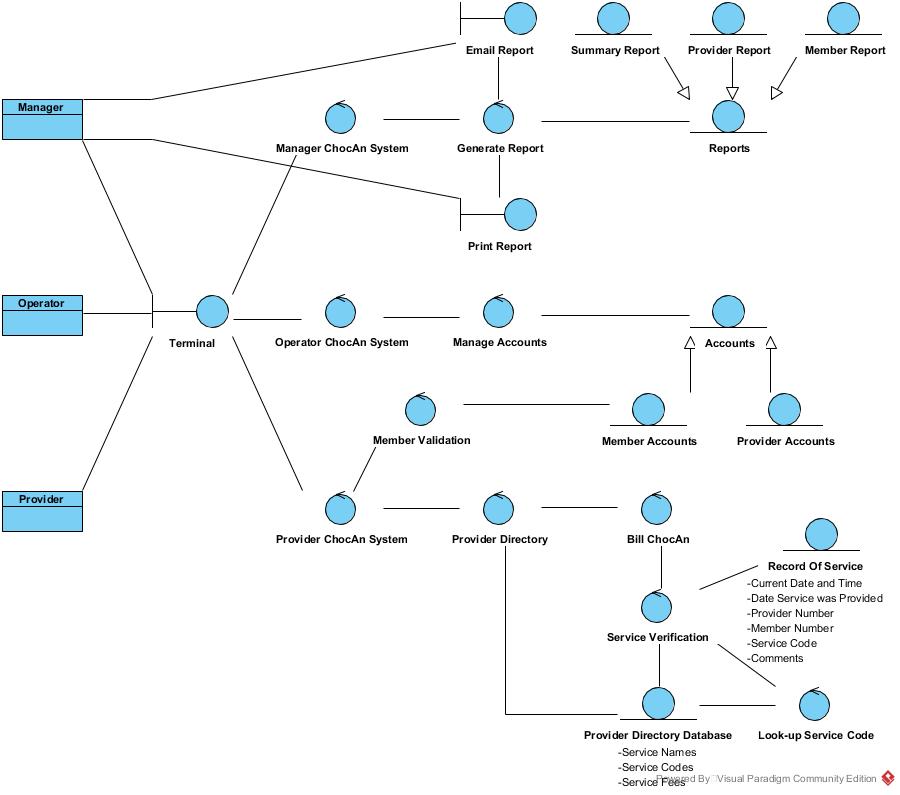 Email Report
Summary Report
Provider Report
Member Report
Manager
Manager ChocAn System
Generate Report
Reports
Print Report
Operator
Terminal
Operator ChocAn System
Manage Accounts
Accounts
Member Validation
Member Accounts
Provider Accounts
Provider
Provider ChocAn System
Provider Directory
Bill ChocAn
Record Of Service
-Current Date and Time
-Date Service was Provided
-Provider Number
-Member Number
-Service Code
-Comments
Service Verification
Provider Directory Database
-Service Names
-Service Codes
-Service Fees
Look-up Service Code
Powered By Visual Paradigm Community Edition